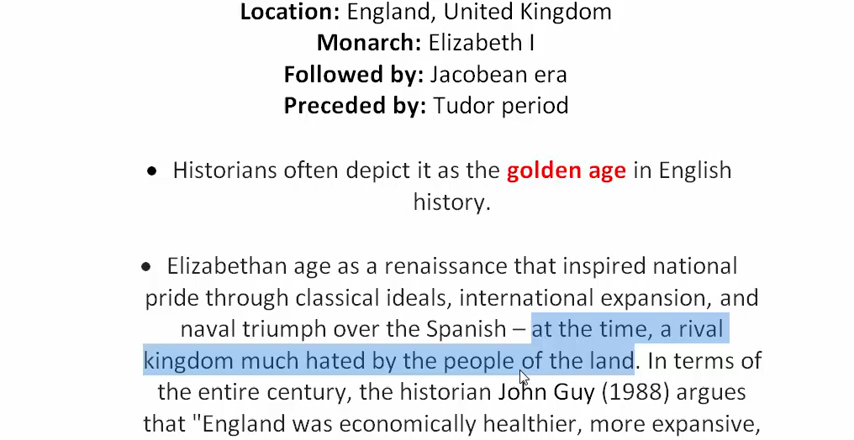 Location: England, United Kingdom
Monarch: Elizabeth I
Followed by: Jacobean era
Preceded by: Tudor period
• Historians often depict it as the golden age in English
history.
• Elizabethan age as a renaissance that inspired national
pride through classical ideals, international expansion, and
naval triumph over the Spanish – at the time, a rival
kingdom much hated by the people of the land. In terms of
the entire century, the historian John Guy (1988) argues
that "England was economically healthier, more expansive,